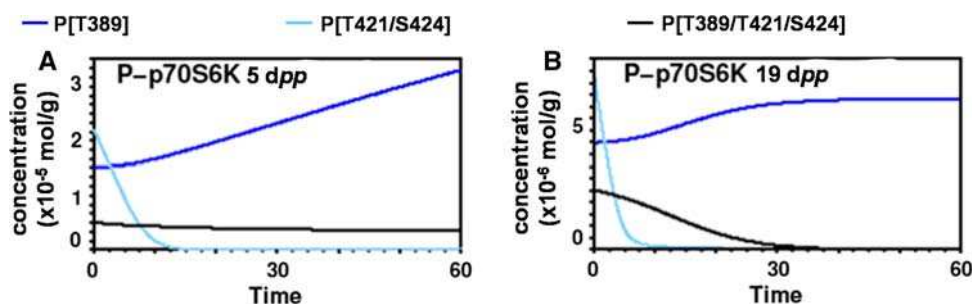 P[T389] P[T421/S424] P[T389/T421/S424]
A P–p70S6K 5 dpp
concentration
(x10-5 mol/g)
3
2
1
0
0 30 60
Time
B P–p70S6K 19 dpp
concentration
(x10-6 mol/g)
5
0
0 30 60
Time